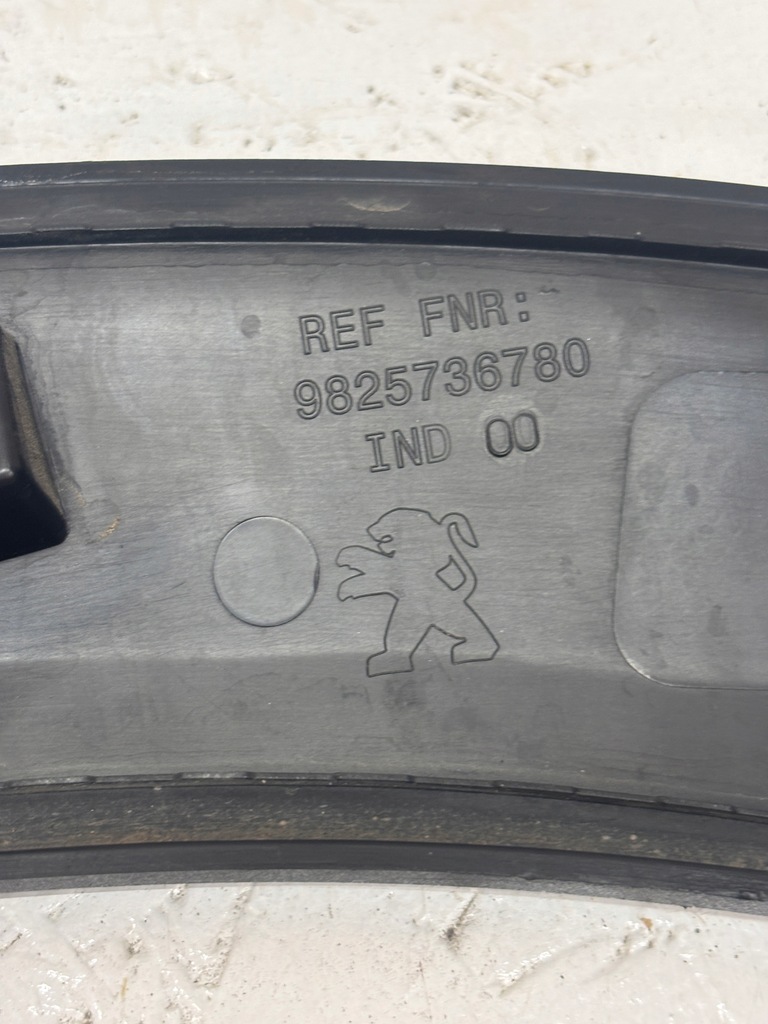 REF FNR:
9825736780
IND 00